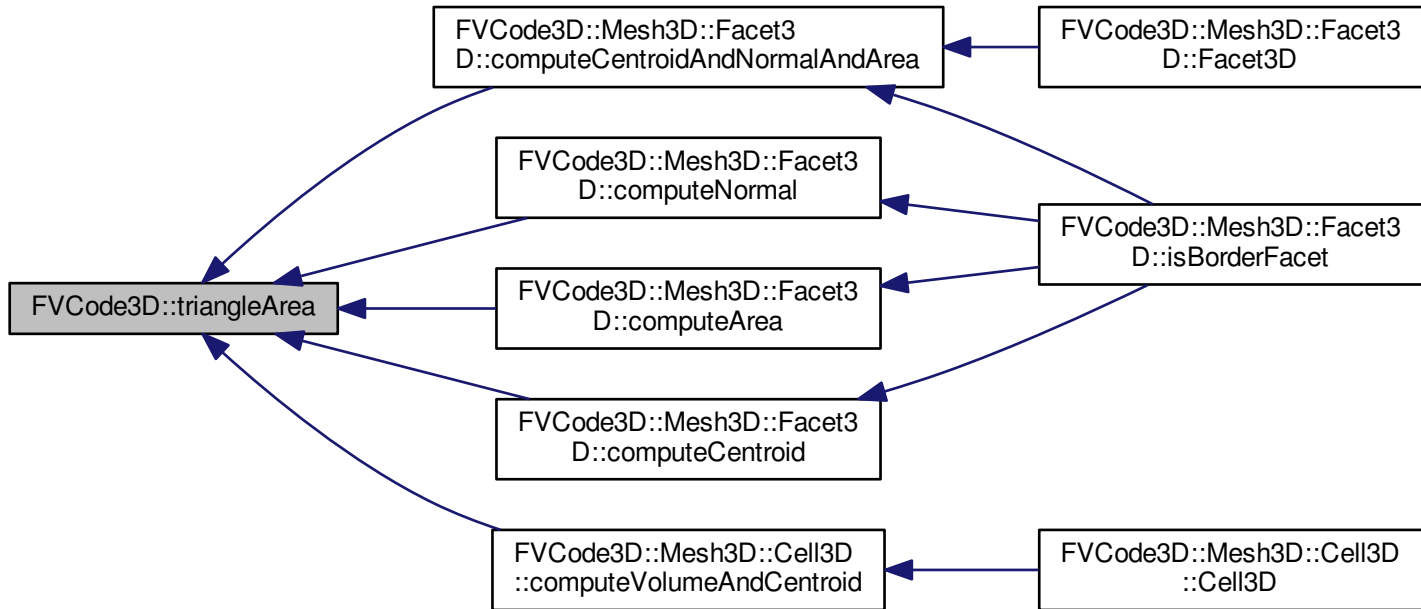 FVCode3D::Mesh3D::Facet3
D::computeCentroidAndNormalAndArea
FVCode3D::Mesh3D::Facet3
D::Facet3D
FVCode3D::Mesh3D::Facet3
D::computeNormal
FVCode3D::Mesh3D::Facet3
D::isBorderFacet
FVCode3D::triangleArea
FVCode3D::Mesh3D::Facet3
D::computeArea
FVCode3D::Mesh3D::Facet3
D::computeCentroid
FVCode3D::Mesh3D::Cell3D
::computeVolumeAndCentroid
FVCode3D::Mesh3D::Cell3D
::Cell3D